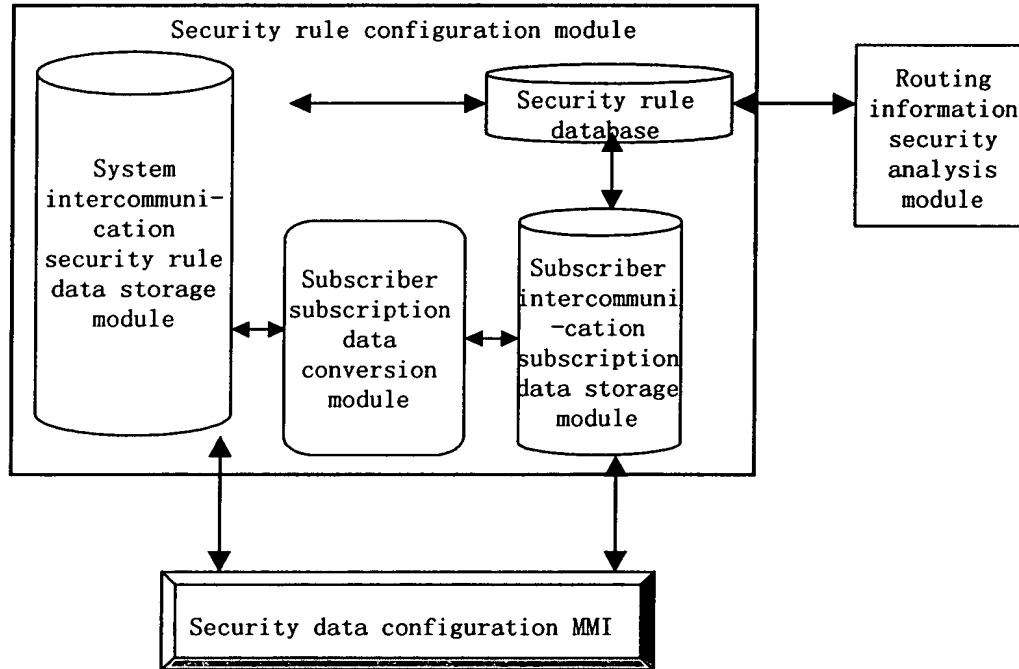 Security rule configuration module
Security rule
database
Routing
information
security
analysis
module
System
intercommuni-
cation
security rule
data storage
module
Subscriber
subscription
data
conversion
module
Subscriber
intercommuni
-cation
subscription
data storage
module
Security data configuration MMI